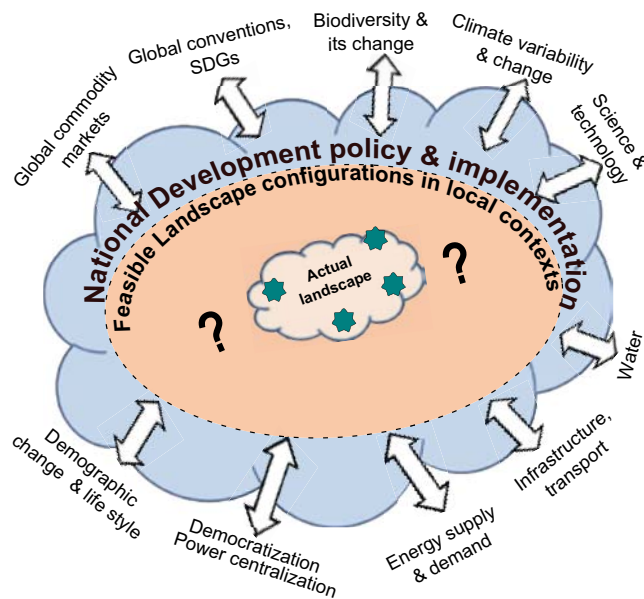 Global conventions,
SDGs
Biodiversity &
its change
Climate variability
& change
Science &
technology
Global commodity
markets
National Development policy & implementation
Feasible Landscape configurations in local contexts
Actual
landscape
?
?
Water
Infrastructure,
transport
Energy supply
& demand
Democratization
Power centralization
Demographic
change & life style